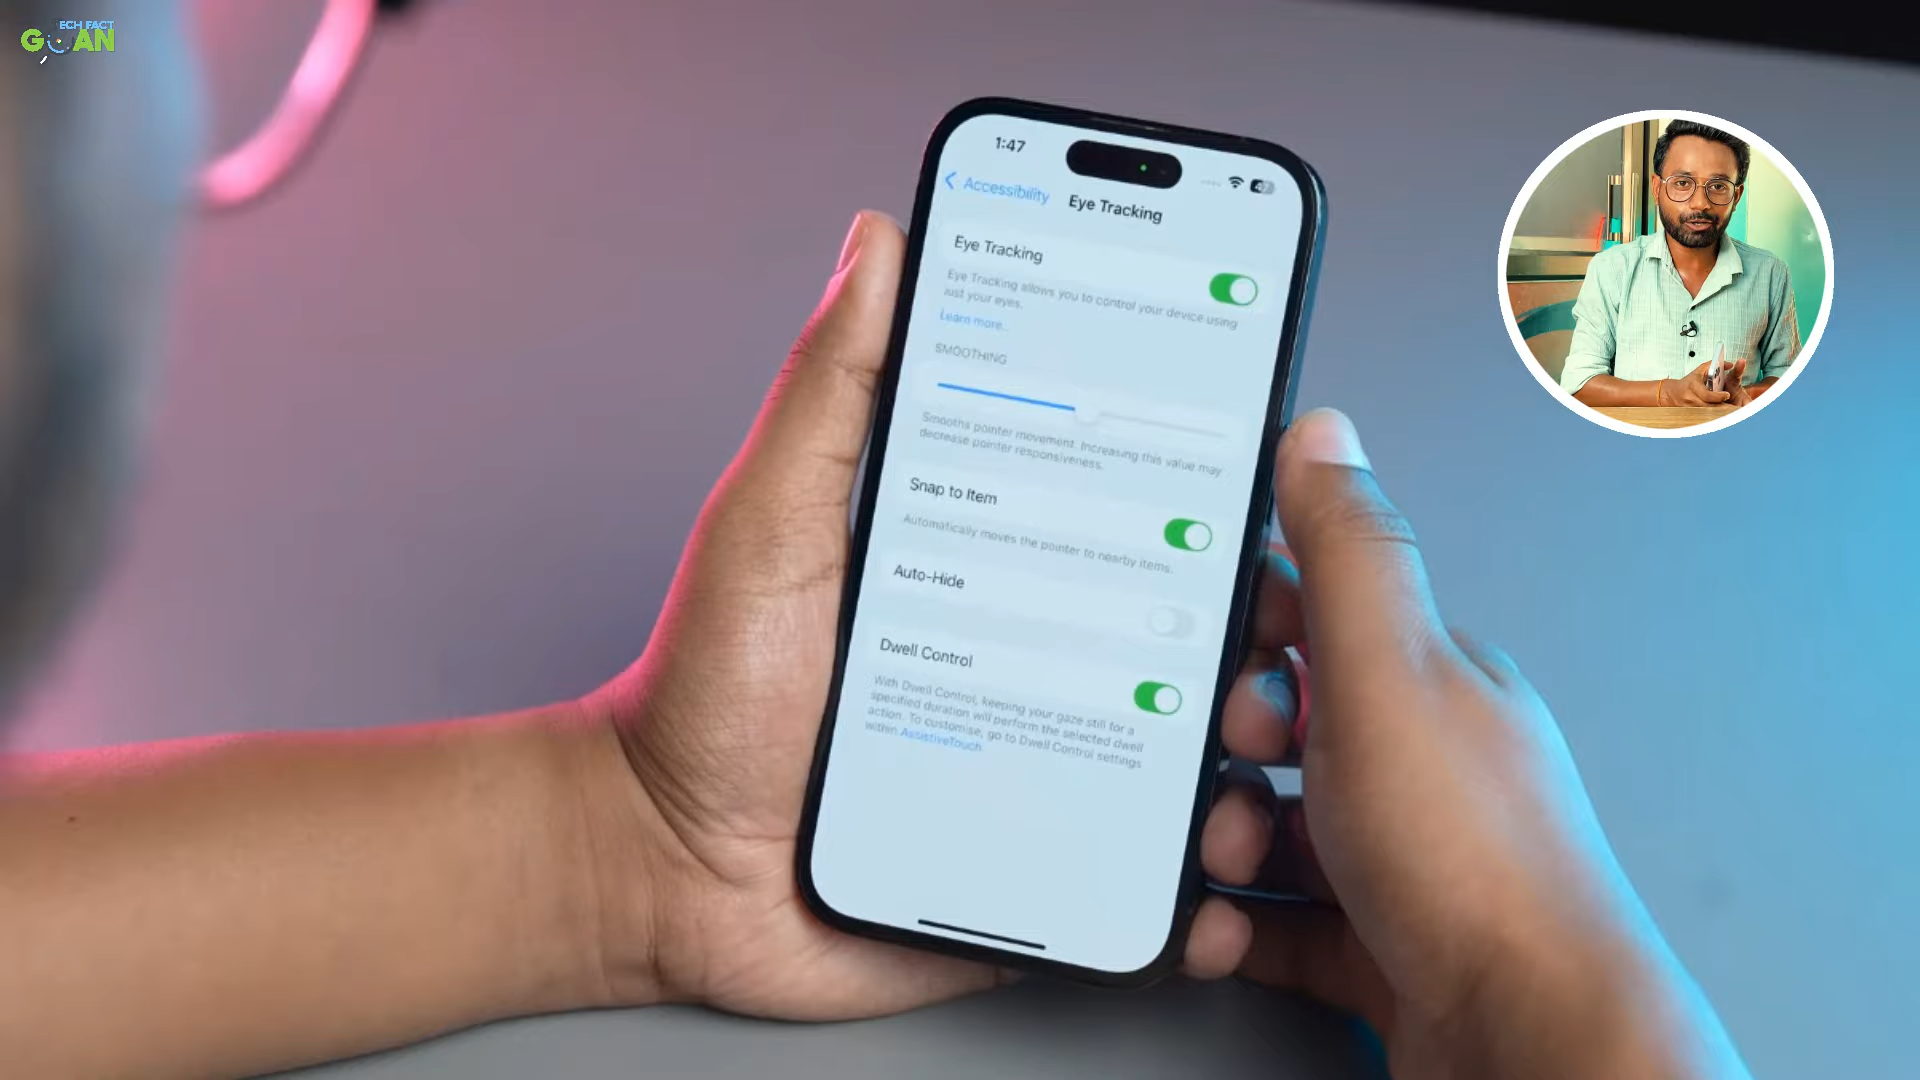 TECH FACT
GYAN
1:47
47
Accessibility
Eye Tracking
Eye Tracking
Eye Tracking allows you to control your device using
just your eyes.
Learn more...
SMOOTHING
Smooths pointer movement. Increasing this value may
decrease pointer responsiveness.
Snap to Item
Automatically moves the pointer to nearby items.
Auto-Hide
Dwell Control
With Dwell Control, keeping your gaze still for a
specified duration will perform the selected dwell
action. To customise, go to Dwell Control settings
within AssistiveTouch.